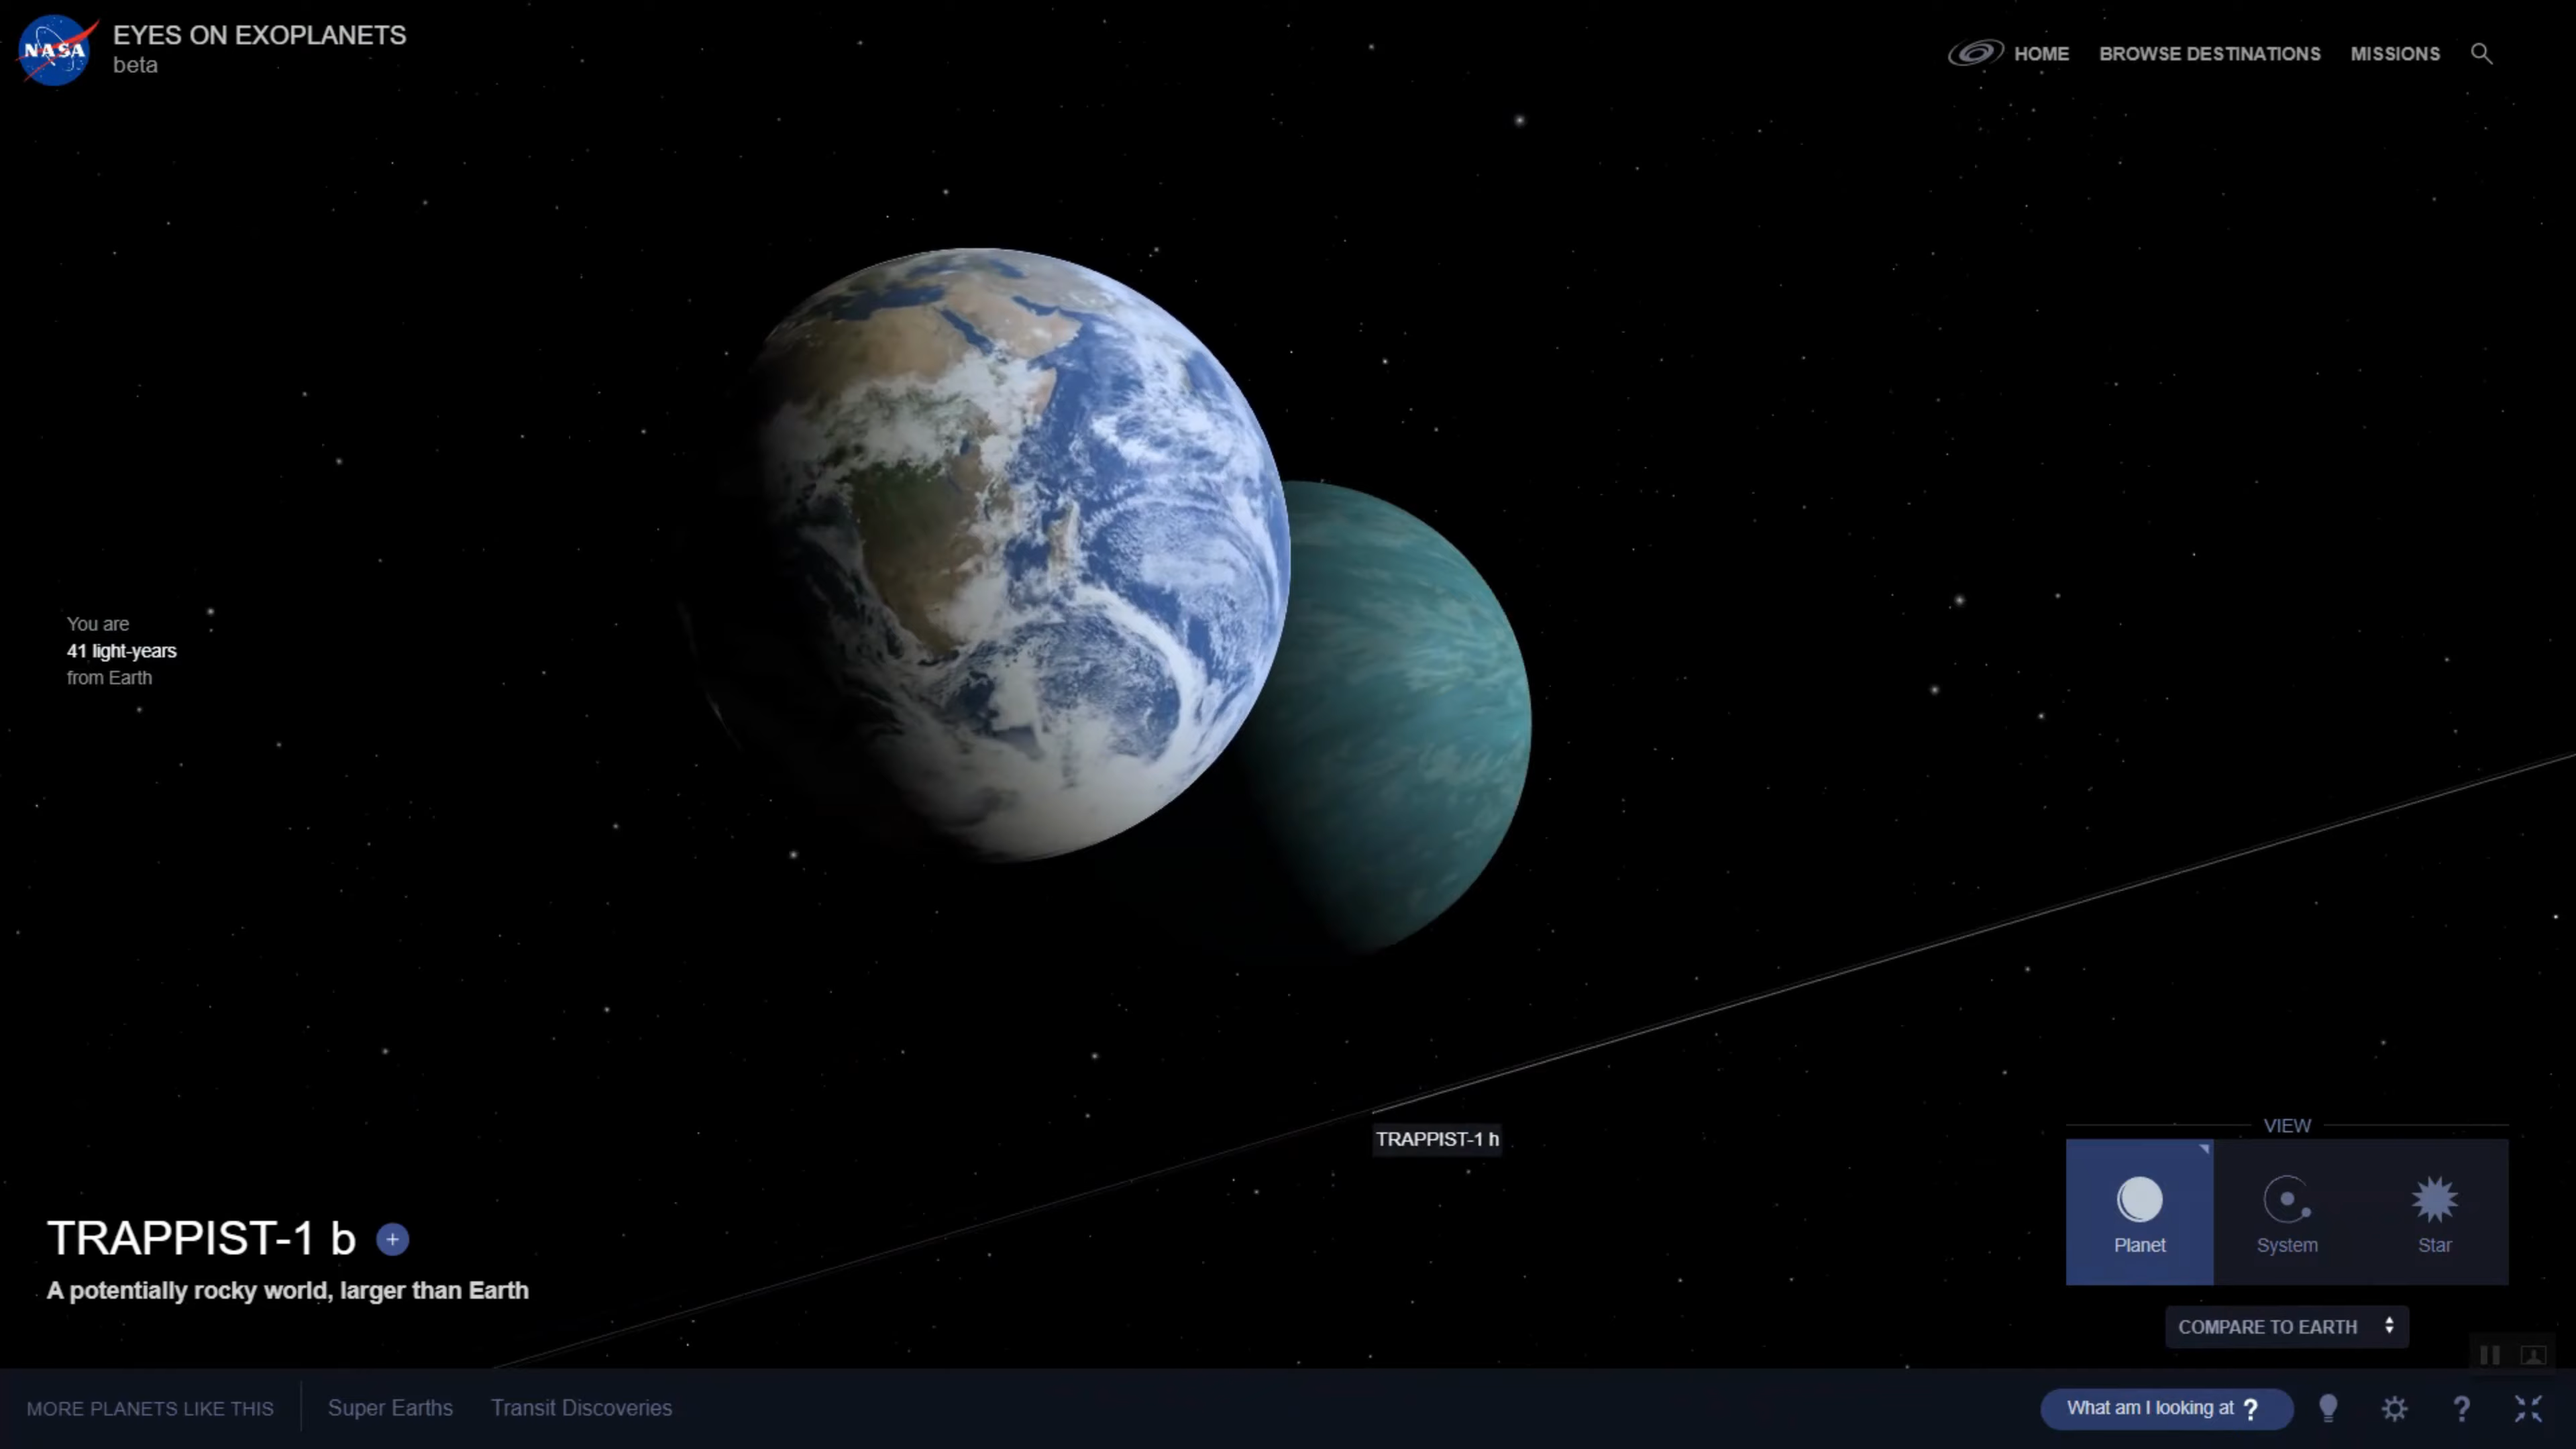 NASA
EYES ON EXOPLANETS
beta
HOME
BROWSE DESTINATIONS
MISSIONS
You are
41 light-years
from Earth
TRAPPIST-1 h
VIEW
Planet
System
Star
TRAPPIST-1 b +
A potentially rocky world, larger than Earth
COMPARE TO EARTH
MORE PLANETS LIKE THIS
Super Earths
Transit Discoveries
What am I looking at ?
?